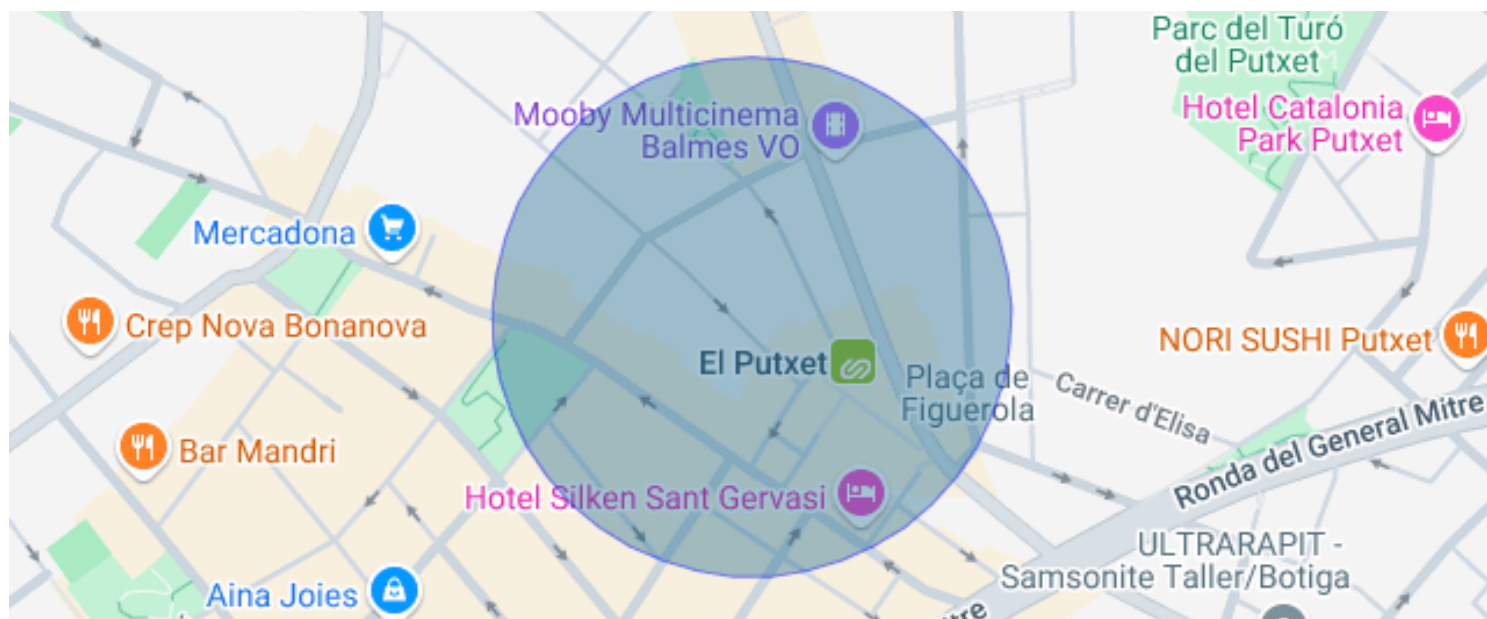 Parc del Turó
del Putxet
Hotel Catalonia
Park Putxet
Mooby Multicinema
Balmes VO
Mercadona
Crep Nova Bonanova
NORI SUSHI Putxet
El Putxet
Plaça de
Figuerola
Carrer d'Elisa
Ronda del General Mitre
Bar Mandri
Hotel Silken Sant Gervasi
ULTRARAPIT -
Samsonite Taller/Botiga
Aina Joies
itre